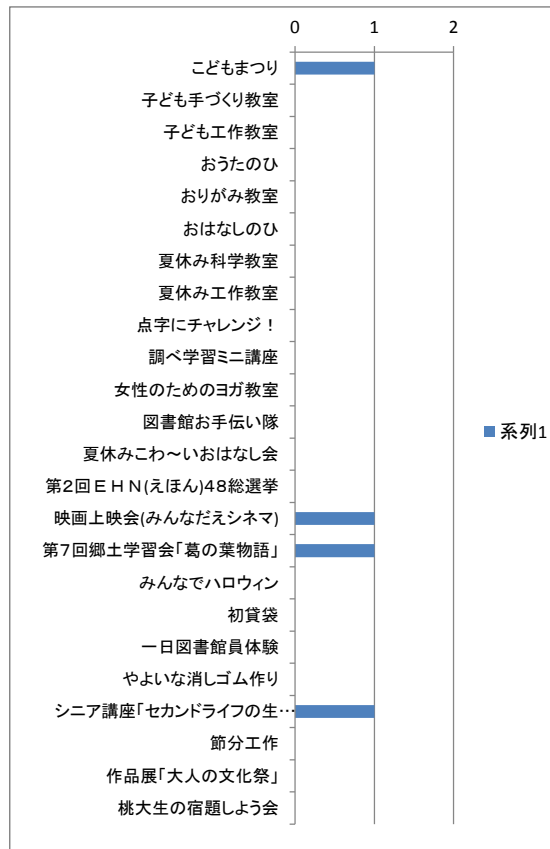 0 1 2
こどもまつり
子ども手づくり教室
子ども工作教室
おうたのひ
おりがみ教室
おはなしのひ
夏休み科学教室
夏休み工作教室
点字にチャレンジ！
調べ学習ミニ講座
女性のためのヨガ教室
図書館お手伝い隊
夏休みこわ～いおはなし会
第2回ＥＨＮ(えほん)48総選挙
映画上映会(みんなだえシネマ)
第7回郷土学習会「葛の葉物語」
みんなでハロウィン
初貸袋
一日図書館員体験
やよいな消しゴム作り
シニア講座「セカンドライフの生…
節分工作
作品展「大人の文化祭」
桃大生の宿題しよう会
系列1